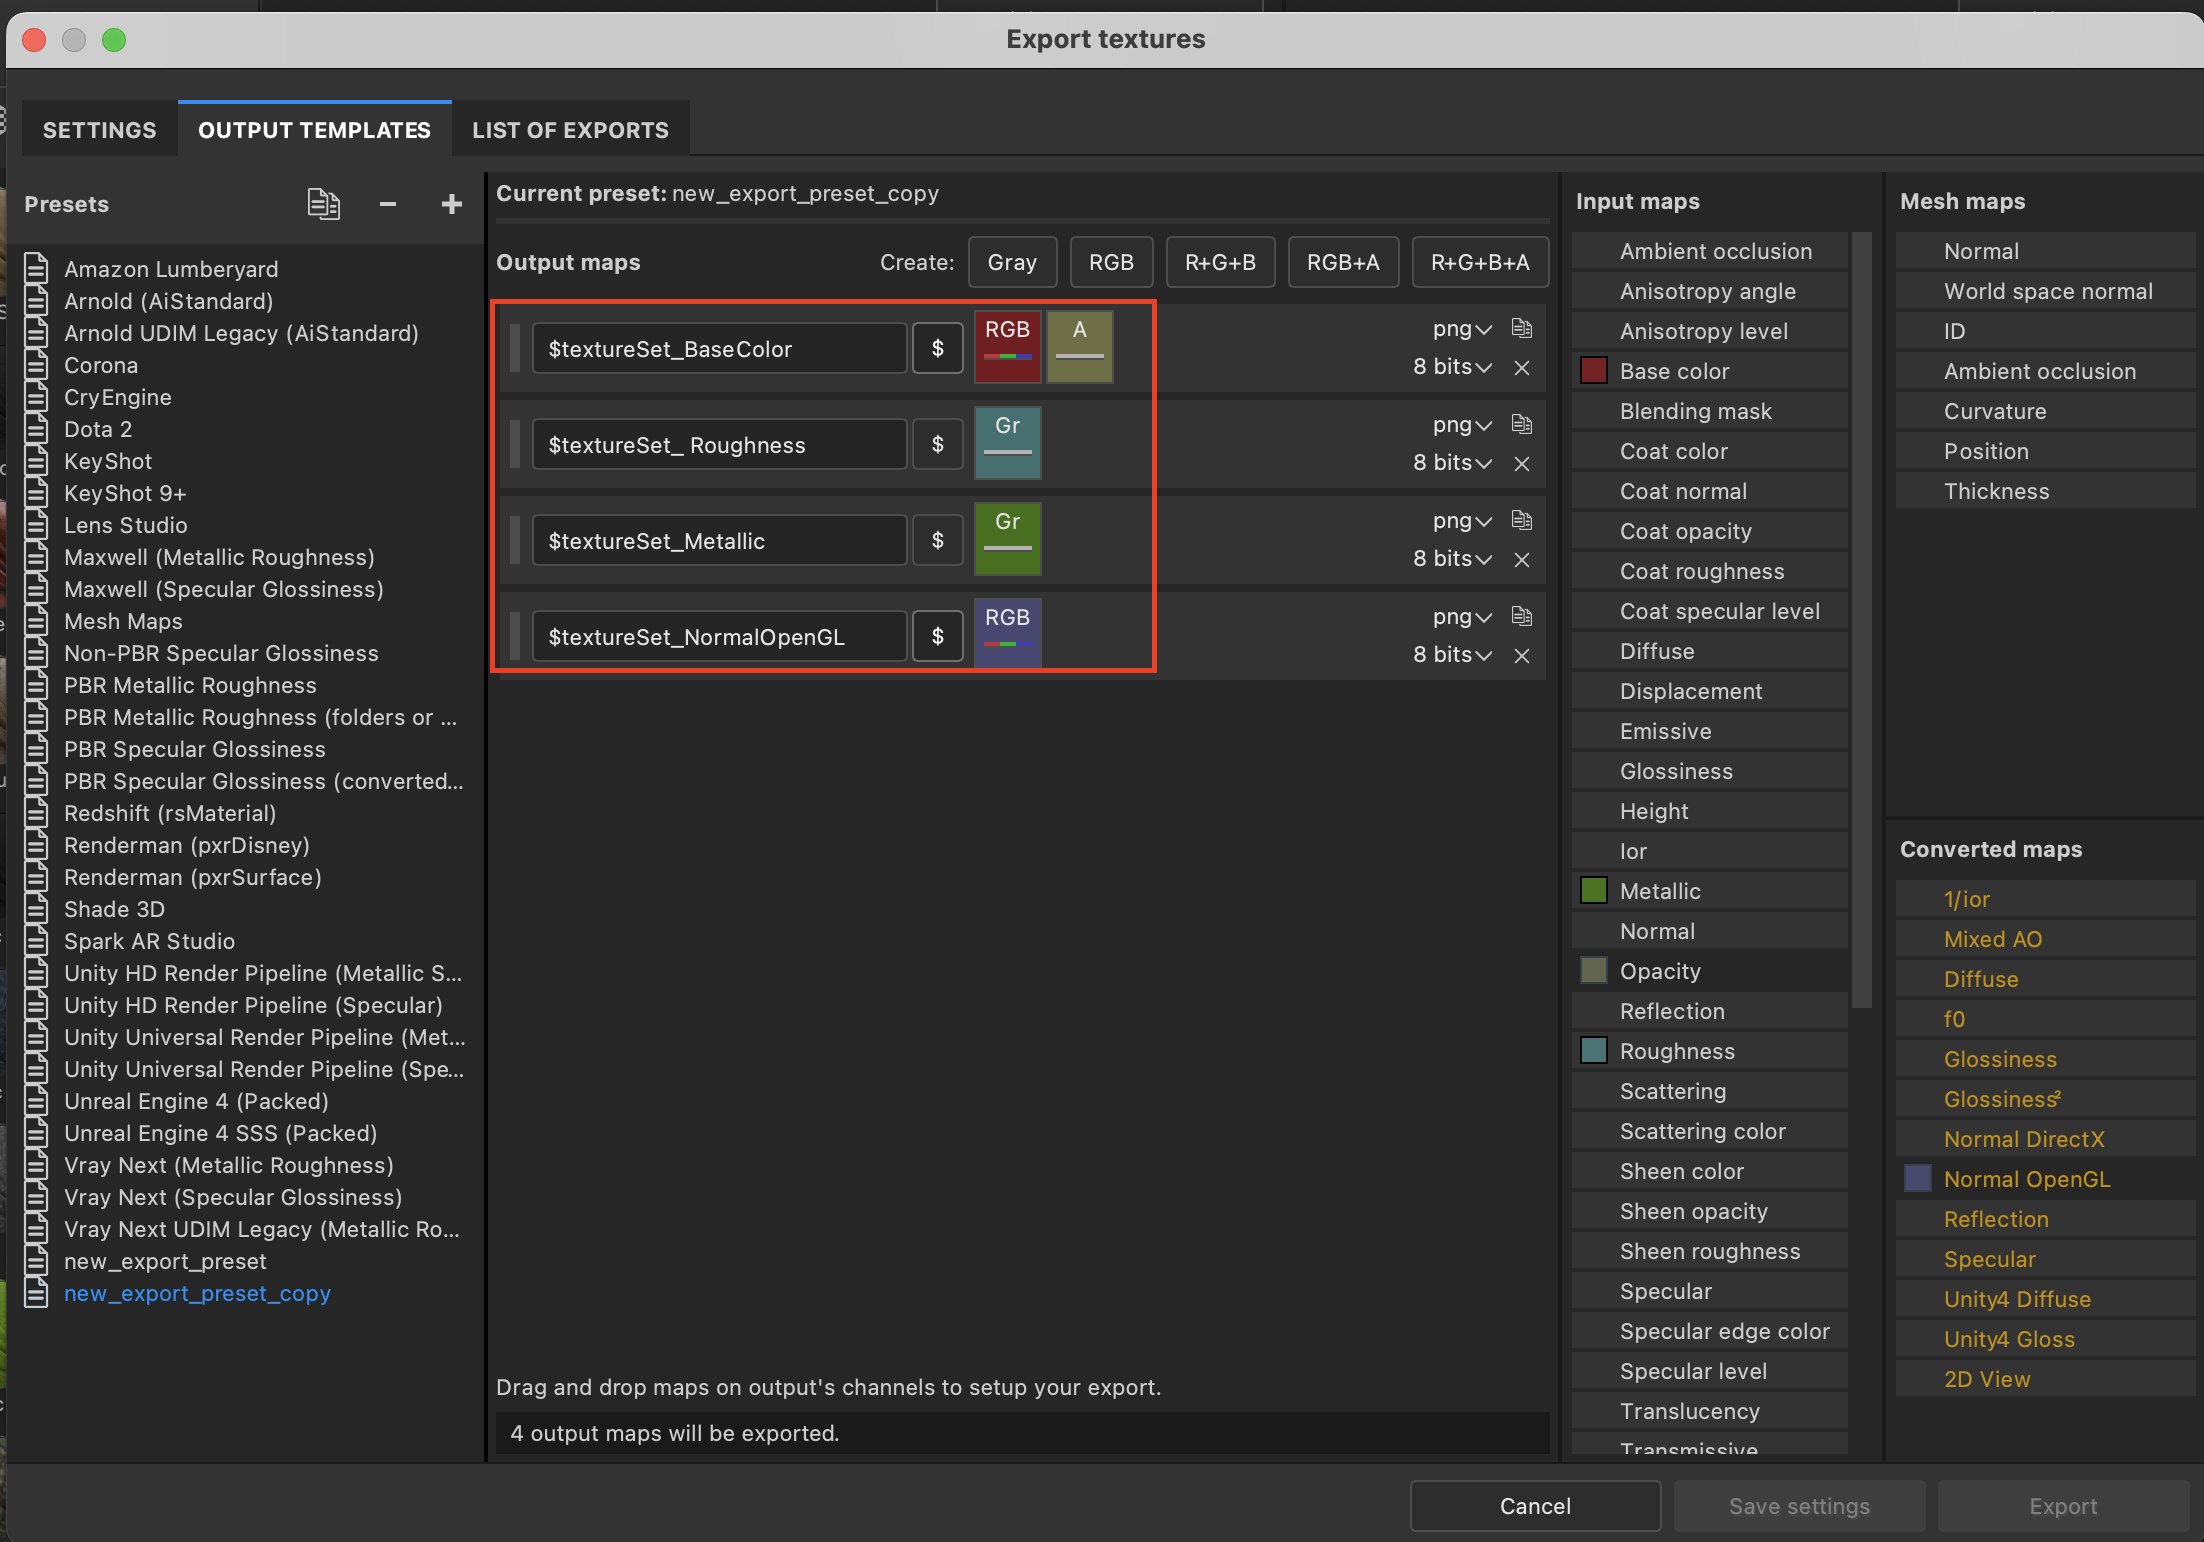 Export textures
SETTINGS
OUTPUT TEMPLATES
LIST OF EXPORTS
Presets
Amazon Lumberyard
Arnold (AiStandard)
Arnold UDIM Legacy (AiStandard)
Corona
CryEngine
Dota 2
KeyShot
KeyShot 9+
Lens Studio
Maxwell (Metallic Roughness)
Maxwell (Specular Glossiness)
Mesh Maps
Non-PBR Specular Glossiness
PBR Metallic Roughness
PBR Metallic Roughness (folders or ...
PBR Specular Glossiness
PBR Specular Glossiness (converted...
Redshift (rsMaterial)
Renderman (pxrDisney)
Renderman (pxrSurface)
Shade 3D
Spark AR Studio
Unity HD Render Pipeline (Metallic S...
Unity HD Render Pipeline (Specular)
Unity Universal Render Pipeline (Met...
Unity Universal Render Pipeline (Spe...
Unreal Engine 4 (Packed)
Unreal Engine 4 SSS (Packed)
Vray Next (Metallic Roughness)
Vray Next (Specular Glossiness)
Vray Next UDIM Legacy (Metallic Ro...
new_export_preset
new_export_preset_copy
Current preset: new_export_preset_copy
Output maps
Create: Gray RGB R+G+B RGB+A R+G+B+A
$textureSet_BaseColor $ RGB A png
8 bits
$textureSet_ Roughness $ Gr png
8 bits
$textureSet_Metallic $ Gr png
8 bits
$textureSet_NormalOpenGL $ RGB png
8 bits
Drag and drop maps on output's channels to setup your export.
4 output maps will be exported.
Input maps
Ambient occlusion
Anisotropy angle
Anisotropy level
Base color
Blending mask
Coat color
Coat normal
Coat opacity
Coat roughness
Coat specular level
Diffuse
Displacement
Emissive
Glossiness
Height
Ior
Metallic
Normal
Opacity
Reflection
Roughness
Scattering
Scattering color
Sheen color
Sheen opacity
Sheen roughness
Specular
Specular edge color
Specular level
Translucency
Transmissive
Mesh maps
Normal
World space normal
ID
Ambient occlusion
Curvature
Position
Thickness
Converted maps
1/ior
Mixed AO
Diffuse
f0
Glossiness
Glossiness²
Normal DirectX
Normal OpenGL
Reflection
Specular
Unity4 Diffuse
Unity4 Gloss
2D View
Cancel
Save settings
Export